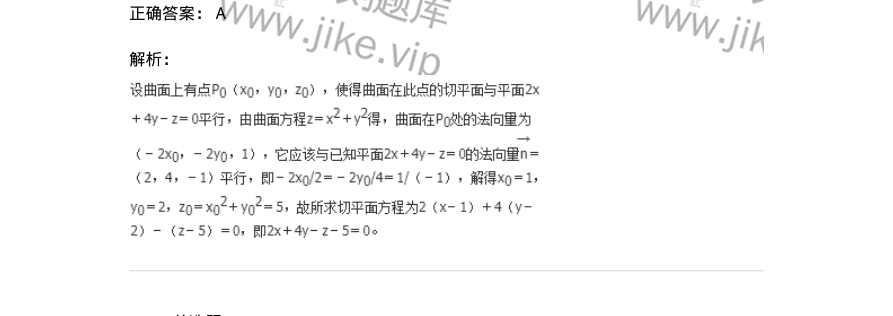 正确答案： A
刷题库
www.jike.vip
www.jik
解析：
设曲面上有点P₀（x₀，y₀，z₀），使得曲面在此点的切平面与平面2x
＋4y－z＝0平行，由曲面方程z＝x²＋y²得，曲面在P₀处的法向量为
（－2x₀，－2y₀，1），它应该与已知平面2x＋4y－z＝0的法向量n→＝
（2，4，－1）平行，即－2x₀/2＝－2y₀/4＝1/（－1），解得x₀＝1，
y₀＝2，z₀＝x₀²＋y₀²＝5，故所求切平面方程为2（x－1）＋4（y－
2）－（z－5）＝0，即2x＋4y－z－5＝0。